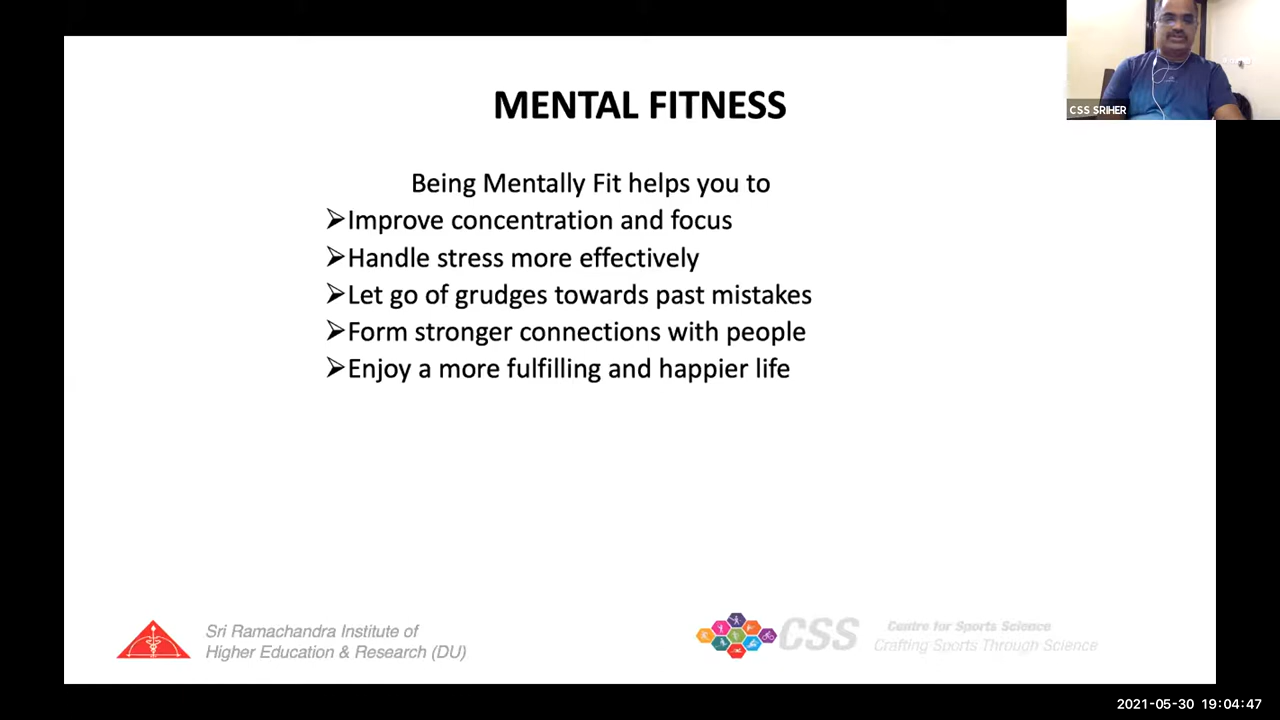 CSS SRIHER
MENTAL FITNESS
Being Mentally Fit helps you to
➢Improve concentration and focus
➢Handle stress more effectively
➢Let go of grudges towards past mistakes
➢Form stronger connections with people
➢Enjoy a more fulfilling and happier life
Sri Ramachandra Institute of
Higher Education & Research (DU)
CSS
Centre for Sports Science
Crafting Sports Through Science
2021-05-30 19:04:47